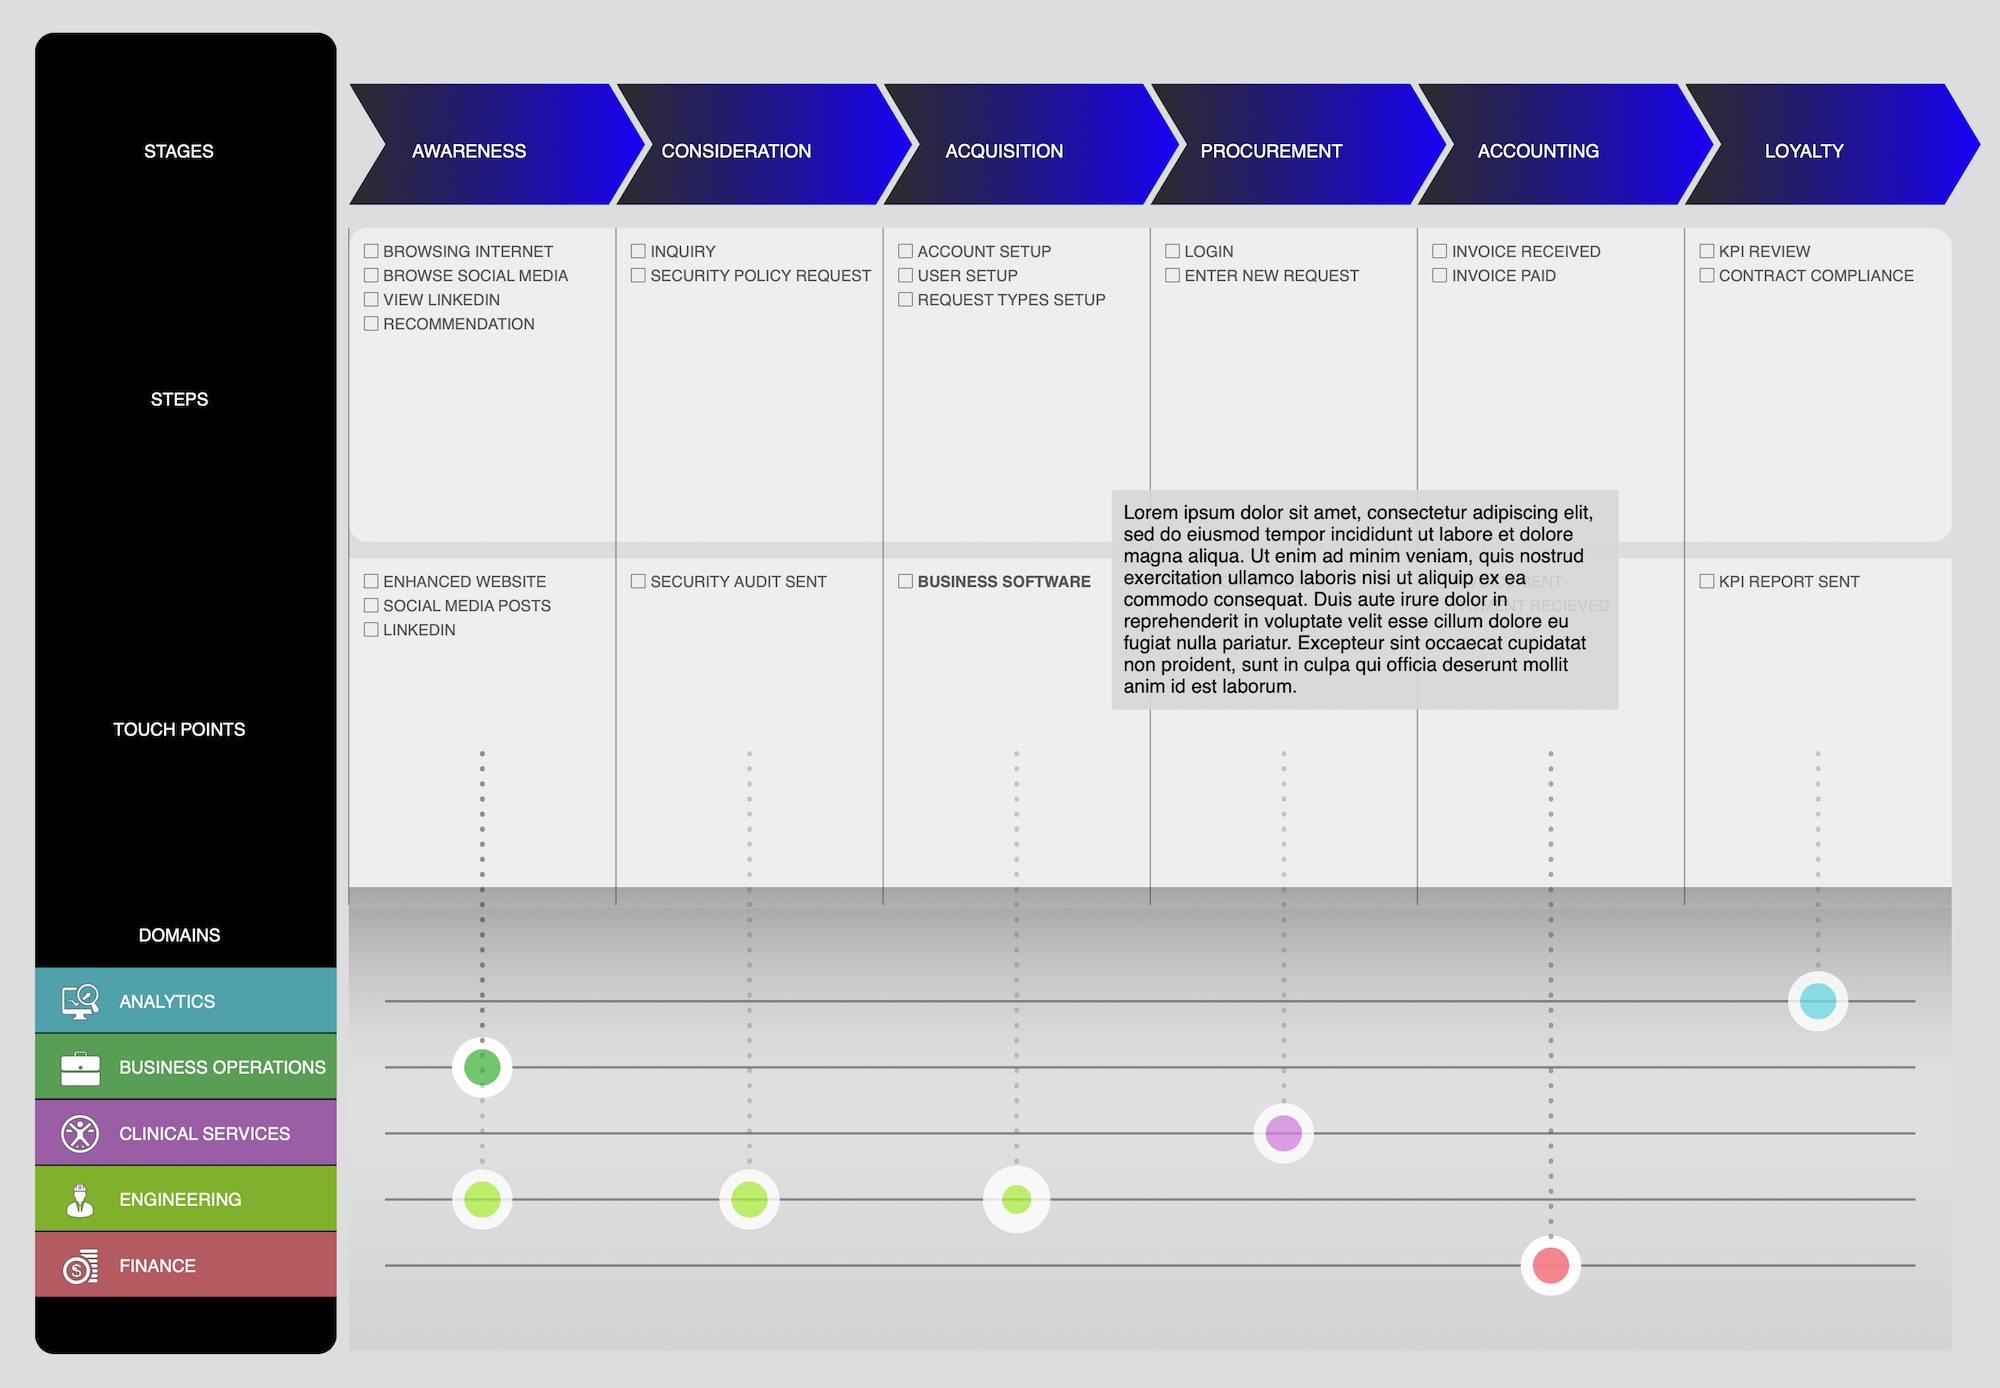 STAGES
AWARENESS
CONSIDERATION
ACQUISITION
PROCUREMENT
ACCOUNTING
LOYALTY
STEPS
BROWSING INTERNET
BROWSE SOCIAL MEDIA
VIEW LINKEDIN
RECOMMENDATION
INQUIRY
SECURITY POLICY REQUEST
ACCOUNT SETUP
USER SETUP
REQUEST TYPES SETUP
LOGIN
ENTER NEW REQUEST
INVOICE RECEIVED
INVOICE PAID
KPI REVIEW
CONTRACT COMPLIANCE
TOUCH POINTS
ENHANCED WEBSITE
SOCIAL MEDIA POSTS
LINKEDIN
SECURITY AUDIT SENT
BUSINESS SOFTWARE
Lorem ipsum dolor sit amet, consectetur adipiscing elit,
sed do eiusmod tempor incididunt ut labore et dolore
magna aliqua. Ut enim ad minim veniam, quis nostrud
exercitation ullamco laboris nisi ut aliquip ex ea
commodo consequat. Duis aute irure dolor in
reprehenderit in voluptate velit esse cillum dolore eu
fugiat nulla pariatur. Excepteur sint occaecat cupidatat
non proident, sunt in culpa qui officia deserunt mollit
anim id est laborum.
SENT
RECIEVED
KPI REPORT SENT
DOMAINS
ANALYTICS
BUSINESS OPERATIONS
CLINICAL SERVICES
ENGINEERING
FINANCE